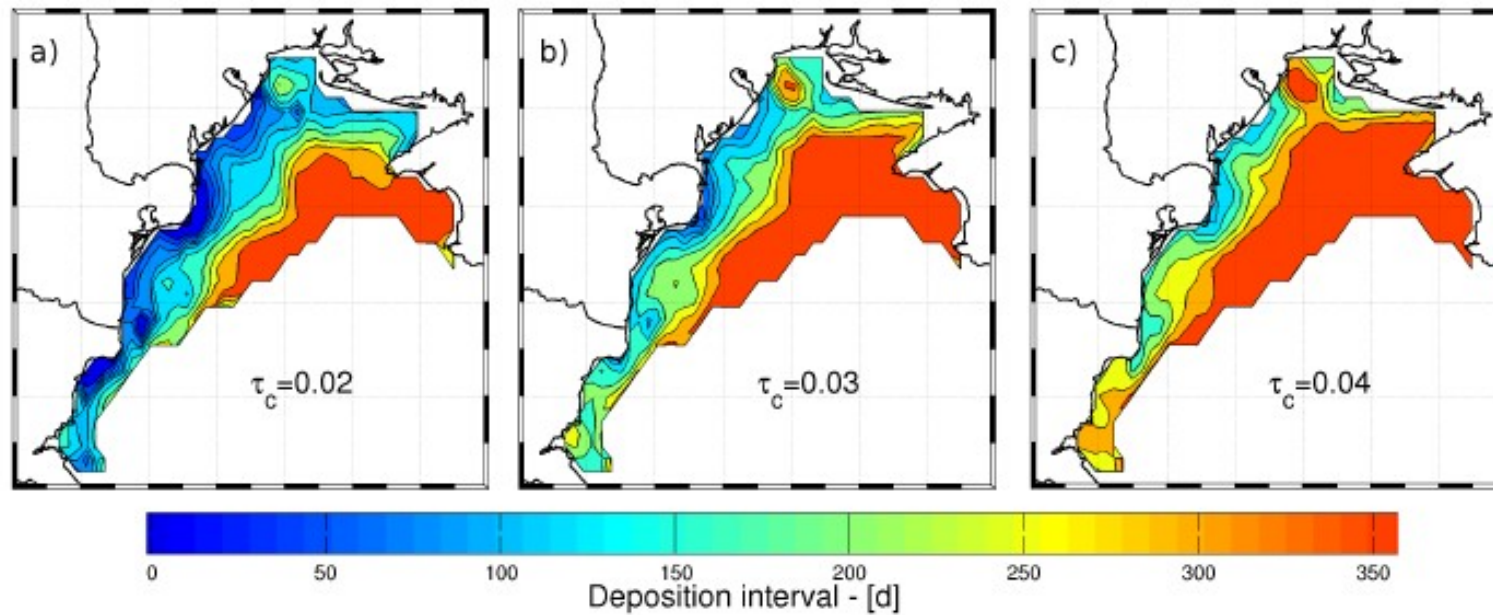 a) b) c)
τc=0.02 τc=0.03 τc=0.04
0 50 100 150 200 250 300 350
Deposition interval - [d]